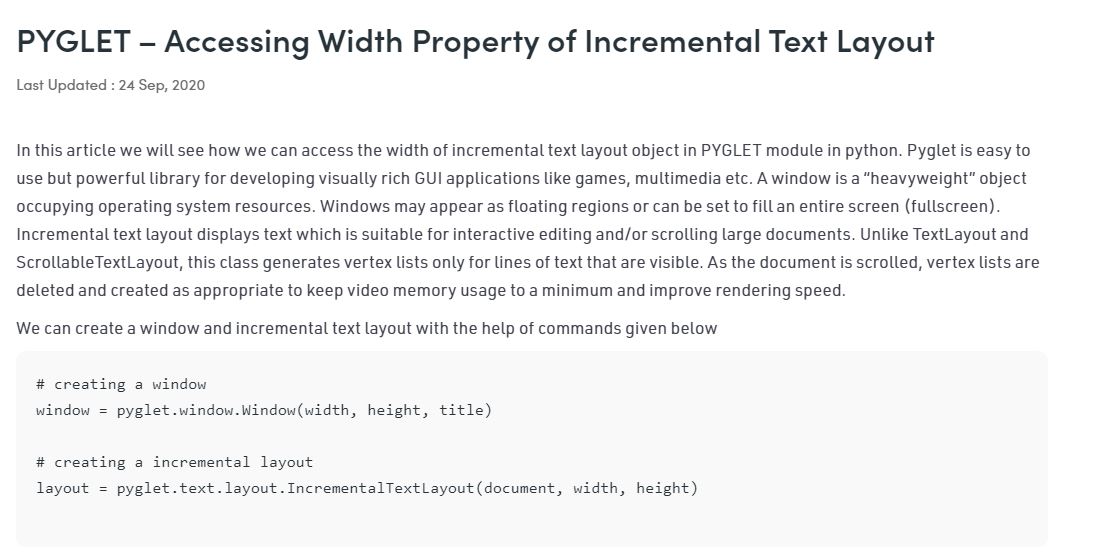 PYGLET – Accessing Width Property of Incremental Text Layout
Last Updated : 24 Sep, 2020
In this article we will see how we can access the width of incremental text layout object in PYGLET module in python. Pyglet is easy to
use but powerful library for developing visually rich GUI applications like games, multimedia etc. A window is a “heavyweight” object
occupying operating system resources. Windows may appear as floating regions or can be set to fill an entire screen (fullscreen).
Incremental text layout displays text which is suitable for interactive editing and/or scrolling large documents. Unlike TextLayout and
ScrollableTextLayout, this class generates vertex lists only for lines of text that are visible. As the document is scrolled, vertex lists are
deleted and created as appropriate to keep video memory usage to a minimum and improve rendering speed.
We can create a window and incremental text layout with the help of commands given below
# creating a window
window = pyglet.window.Window(width, height, title)
# creating a incremental layout
layout = pyglet.text.layout.IncrementalTextLayout(document, width, height)